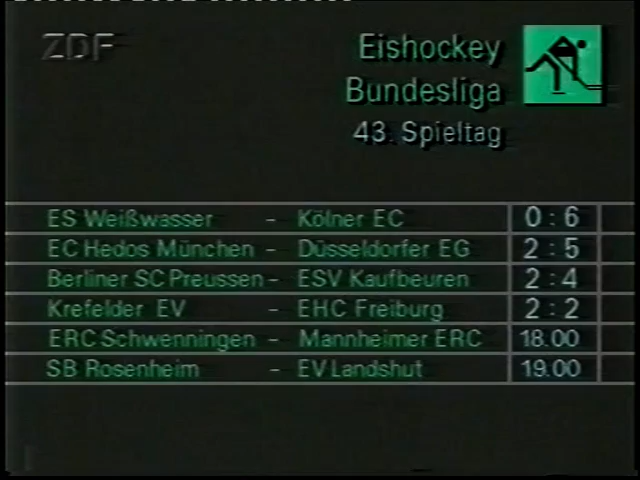 ZDF
Eishockey
Bundesliga
43. Spieltag
ES Weißwasser - Kölner EC 0 : 6
EC Hedos München - Düsseldorfer EG 2 : 5
Berliner SC Preussen - ESV Kaufbeuren 2 : 4
Krefelder EV - EHC Freiburg 2 : 2
ERC Schwenningen - Mannheimer ERC 18.00
SB Rosenheim - EV Landshut 19.00